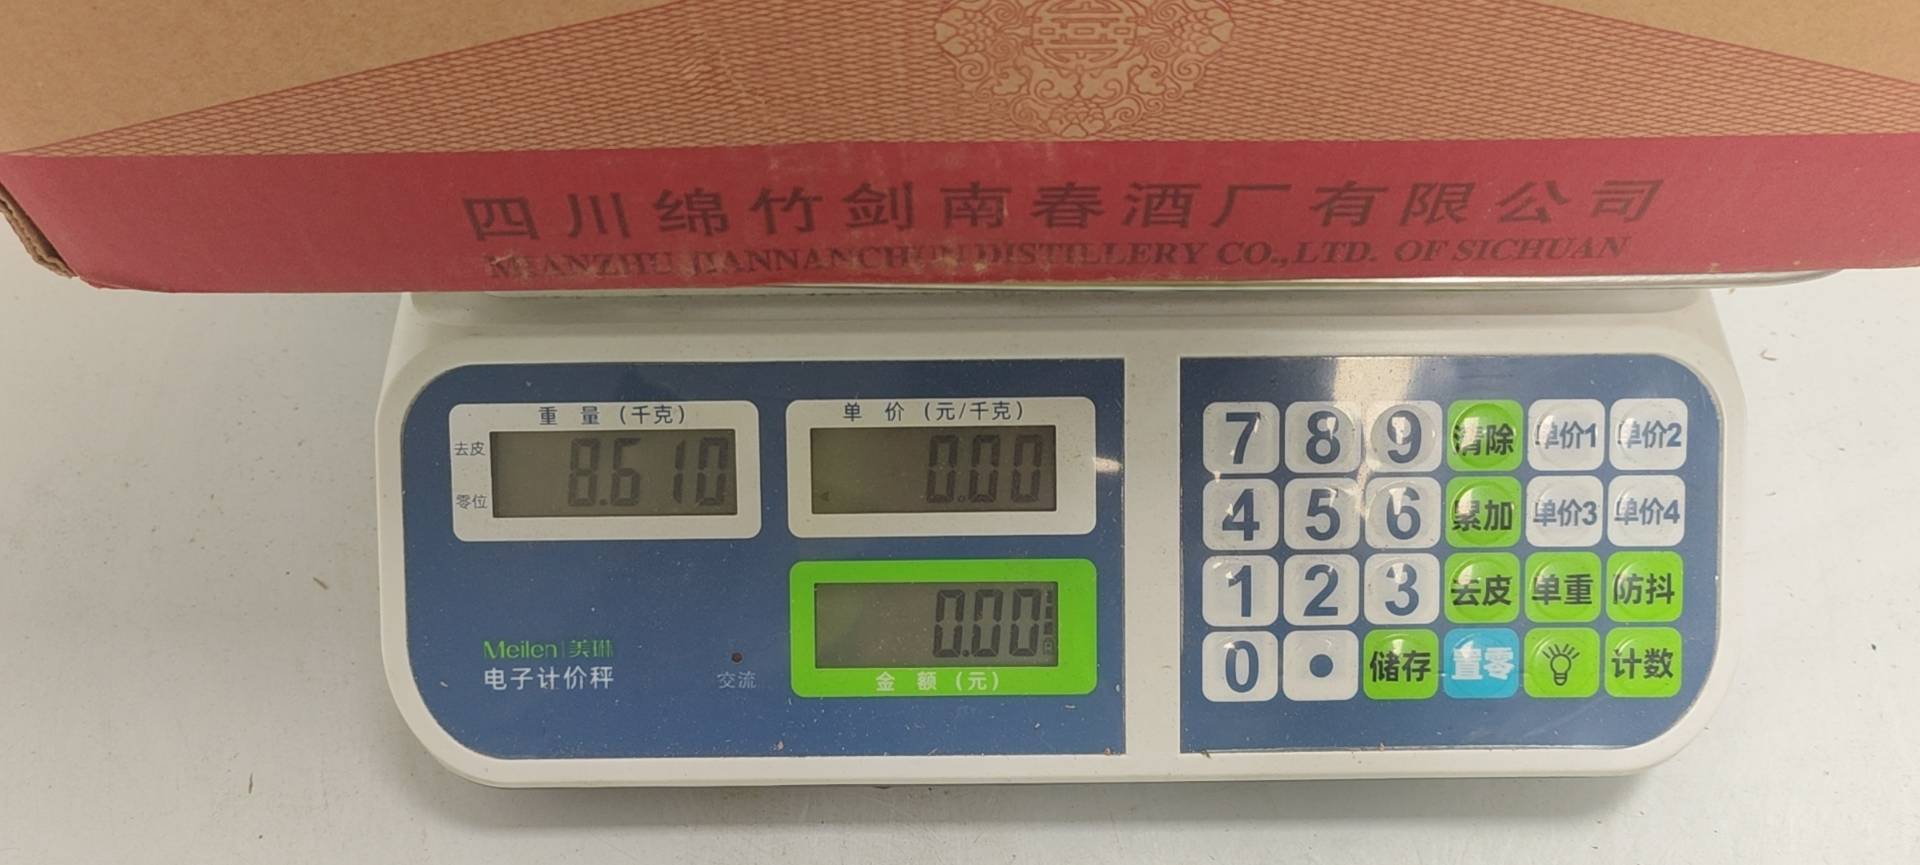 四川绵竹剑南春酒厂有限公司
MIANZHU JIANNANCHUN DISTILLERY CO.,LTD. OF SICHUAN
重 量 (千克)
去皮
零位
8.610
单 价 (元/千克)
0.00
0.00
金 额 (元)
Meilen 美琳
电子计价秤
交流
7 8 9 清除 单价1 单价2
4 5 6 累加 单价3 单价4
1 2 3 去皮 单重 防抖
0 • 储存 置零 计数